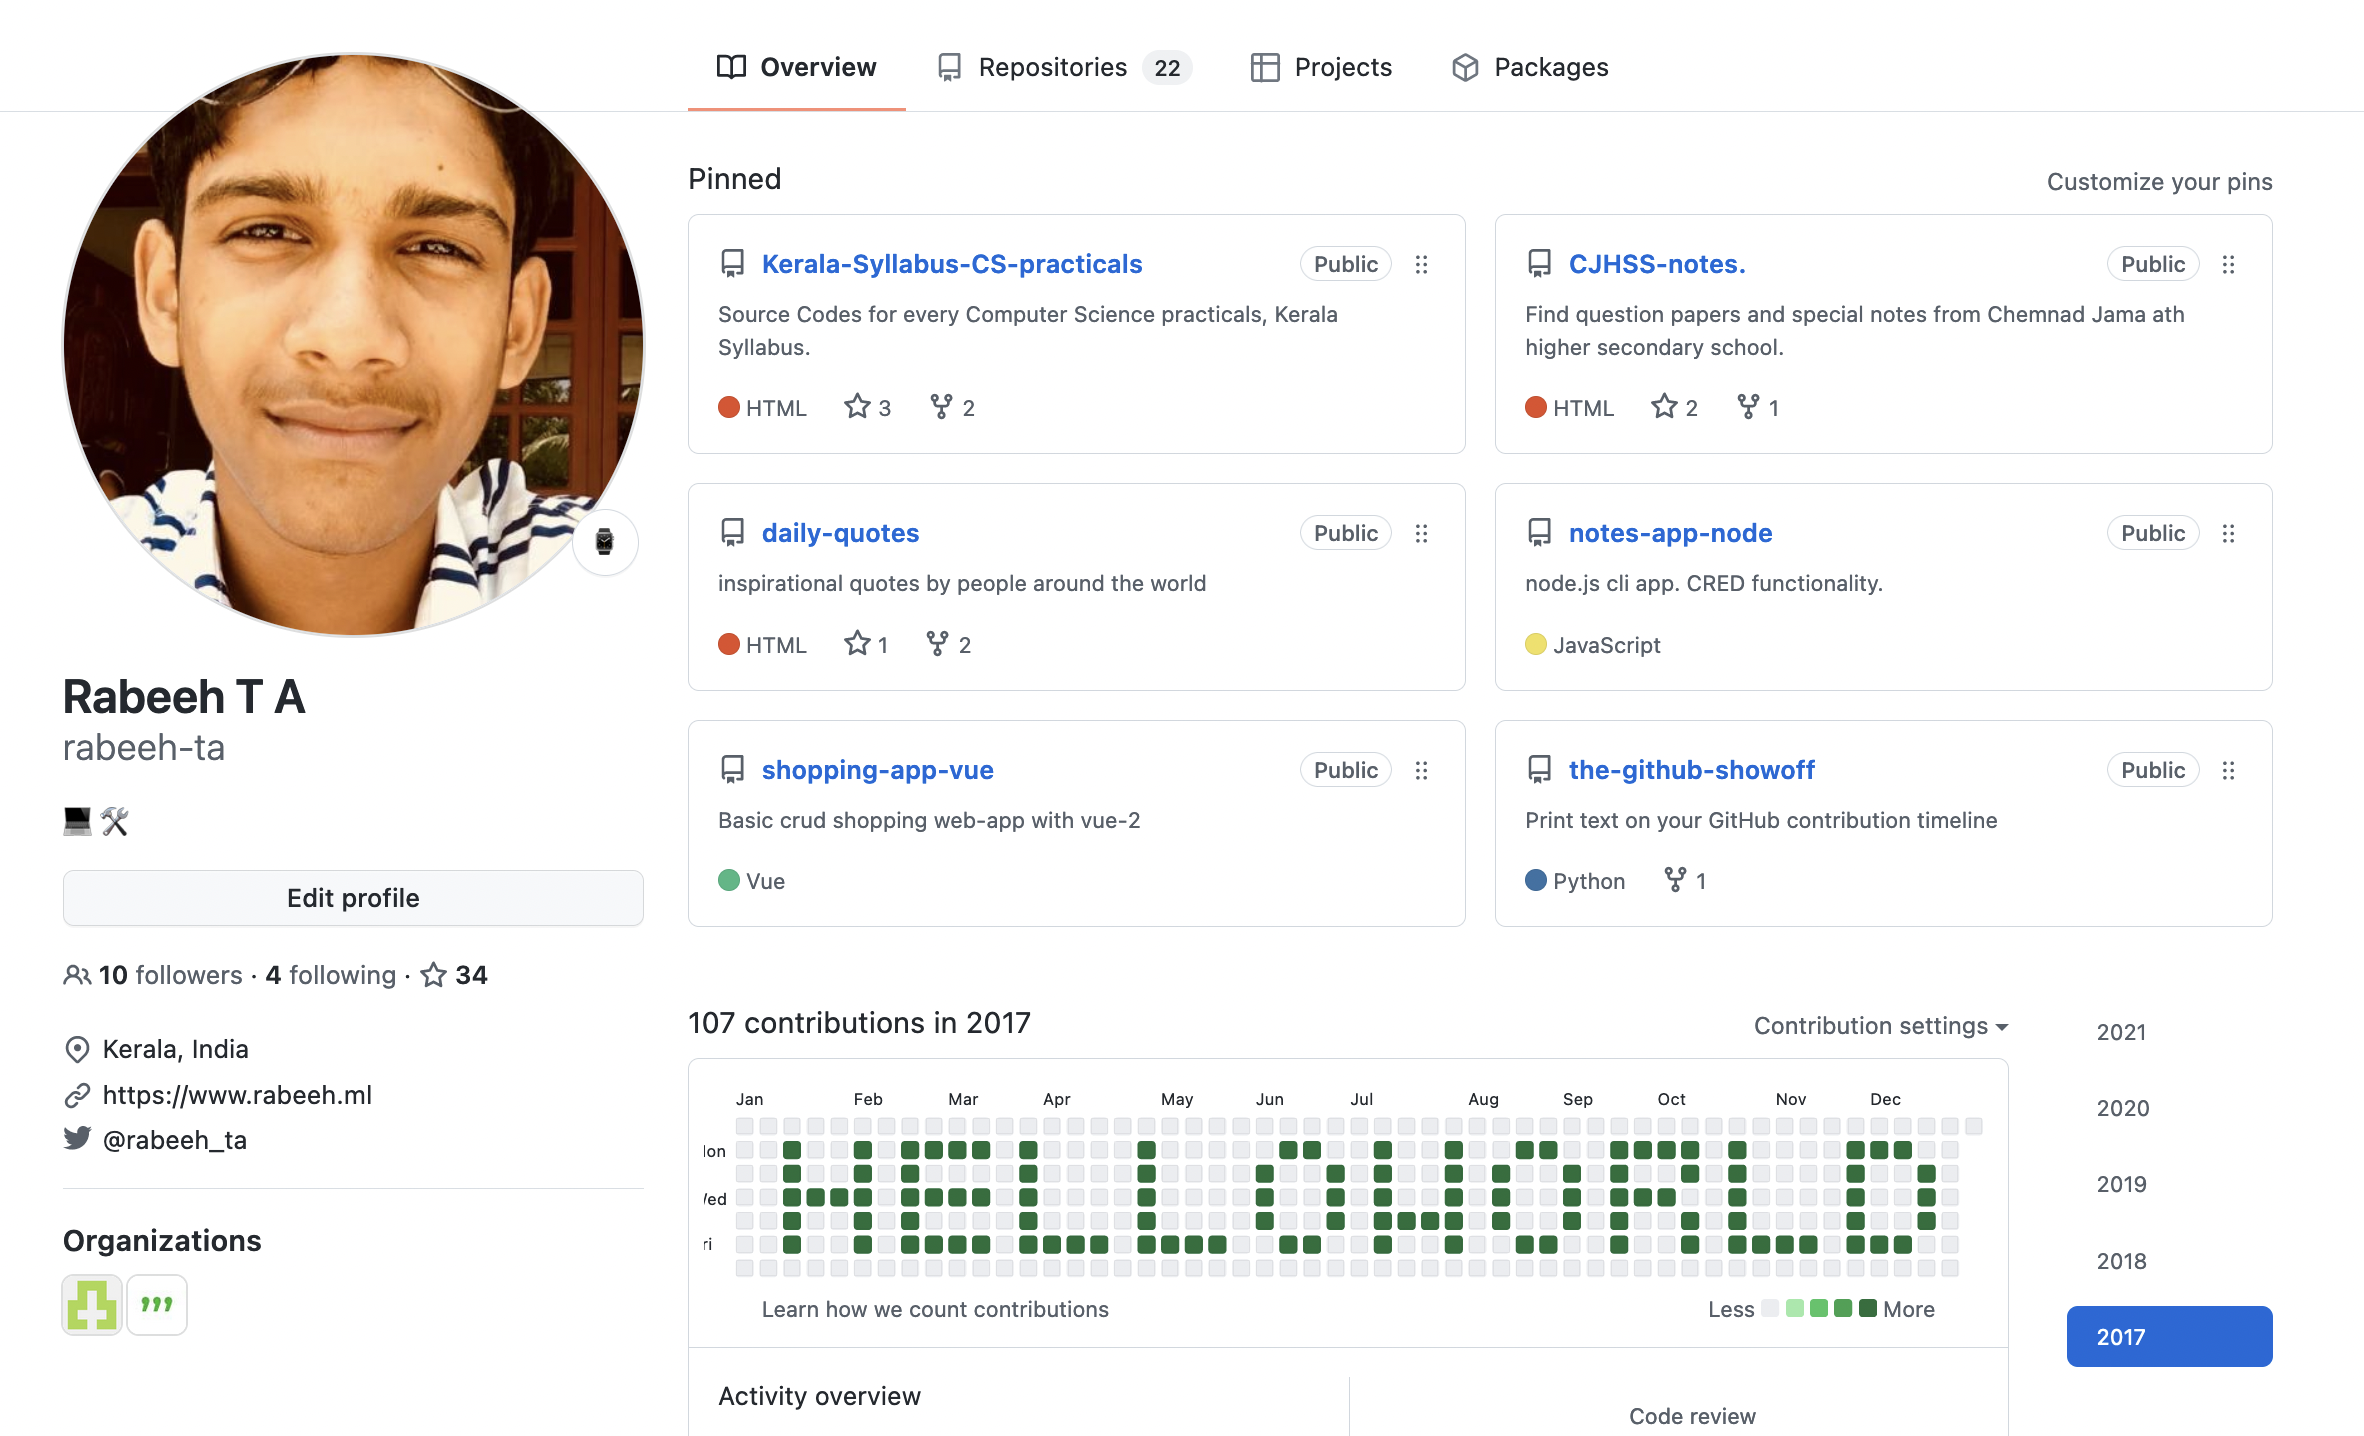 Overview
Repositories 22
Projects
Packages
Pinned
Customize your pins
Kerala-Syllabus-CS-practicals
Public
Source Codes for every Computer Science practicals, Kerala
Syllabus.
HTML 3 2
CJHSS-notes.
Public
Find question papers and special notes from Chemnad Jama ath
higher secondary school.
HTML 2 1
daily-quotes
Public
inspirational quotes by people around the world
HTML 1 2
notes-app-node
Public
node.js cli app. CRED functionality.
JavaScript
shopping-app-vue
Public
Basic crud shopping web-app with vue-2
Vue
the-github-showoff
Public
Print text on your GitHub contribution timeline
Python 1
Rabeeh T A
rabeeh-ta
Edit profile
10 followers · 4 following · 34
Kerala, India
https://www.rabeeh.ml
@rabeeh_ta
Organizations
107 contributions in 2017
Contribution settings
Jan Feb Mar Apr May Jun Jul Aug Sep Oct Nov Dec
Mon
Wed
Fri
HELLO WORLD
Learn how we count contributions
Less More
Activity overview
Code review
2021
2020
2019
2018
2017